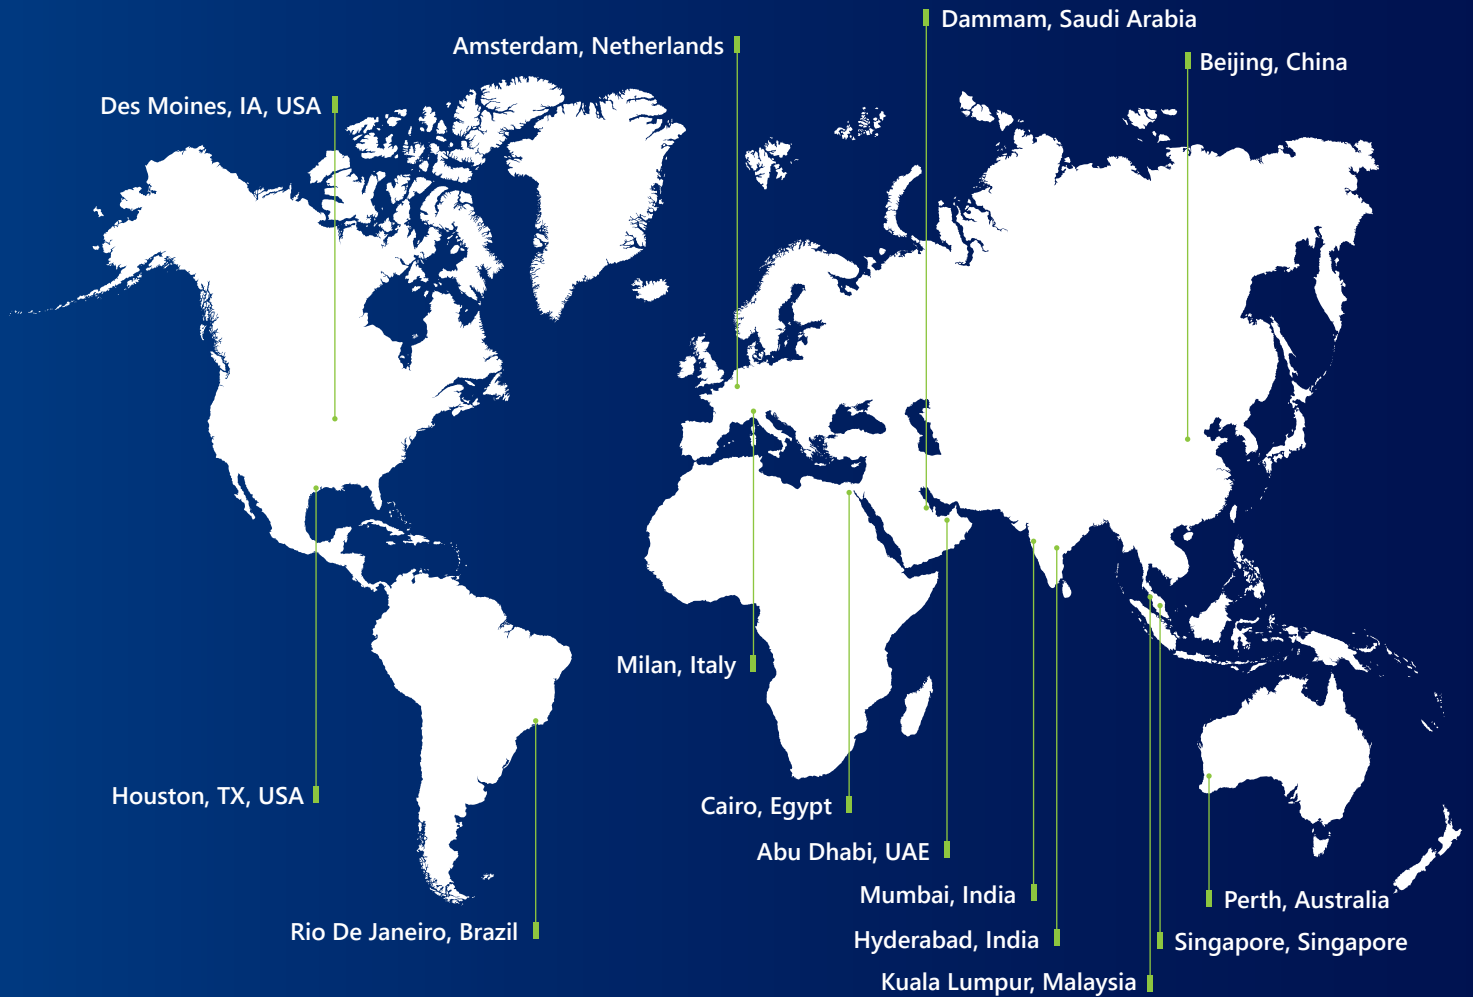 Dammam, Saudi Arabia
Amsterdam, Netherlands
Beijing, China
Des Moines, IA, USA
Milan, Italy
Houston, TX, USA
Cairo, Egypt
Abu Dhabi, UAE
Mumbai, India
Perth, Australia
Rio De Janeiro, Brazil
Hyderabad, India
Singapore, Singapore
Kuala Lumpur, Malaysia